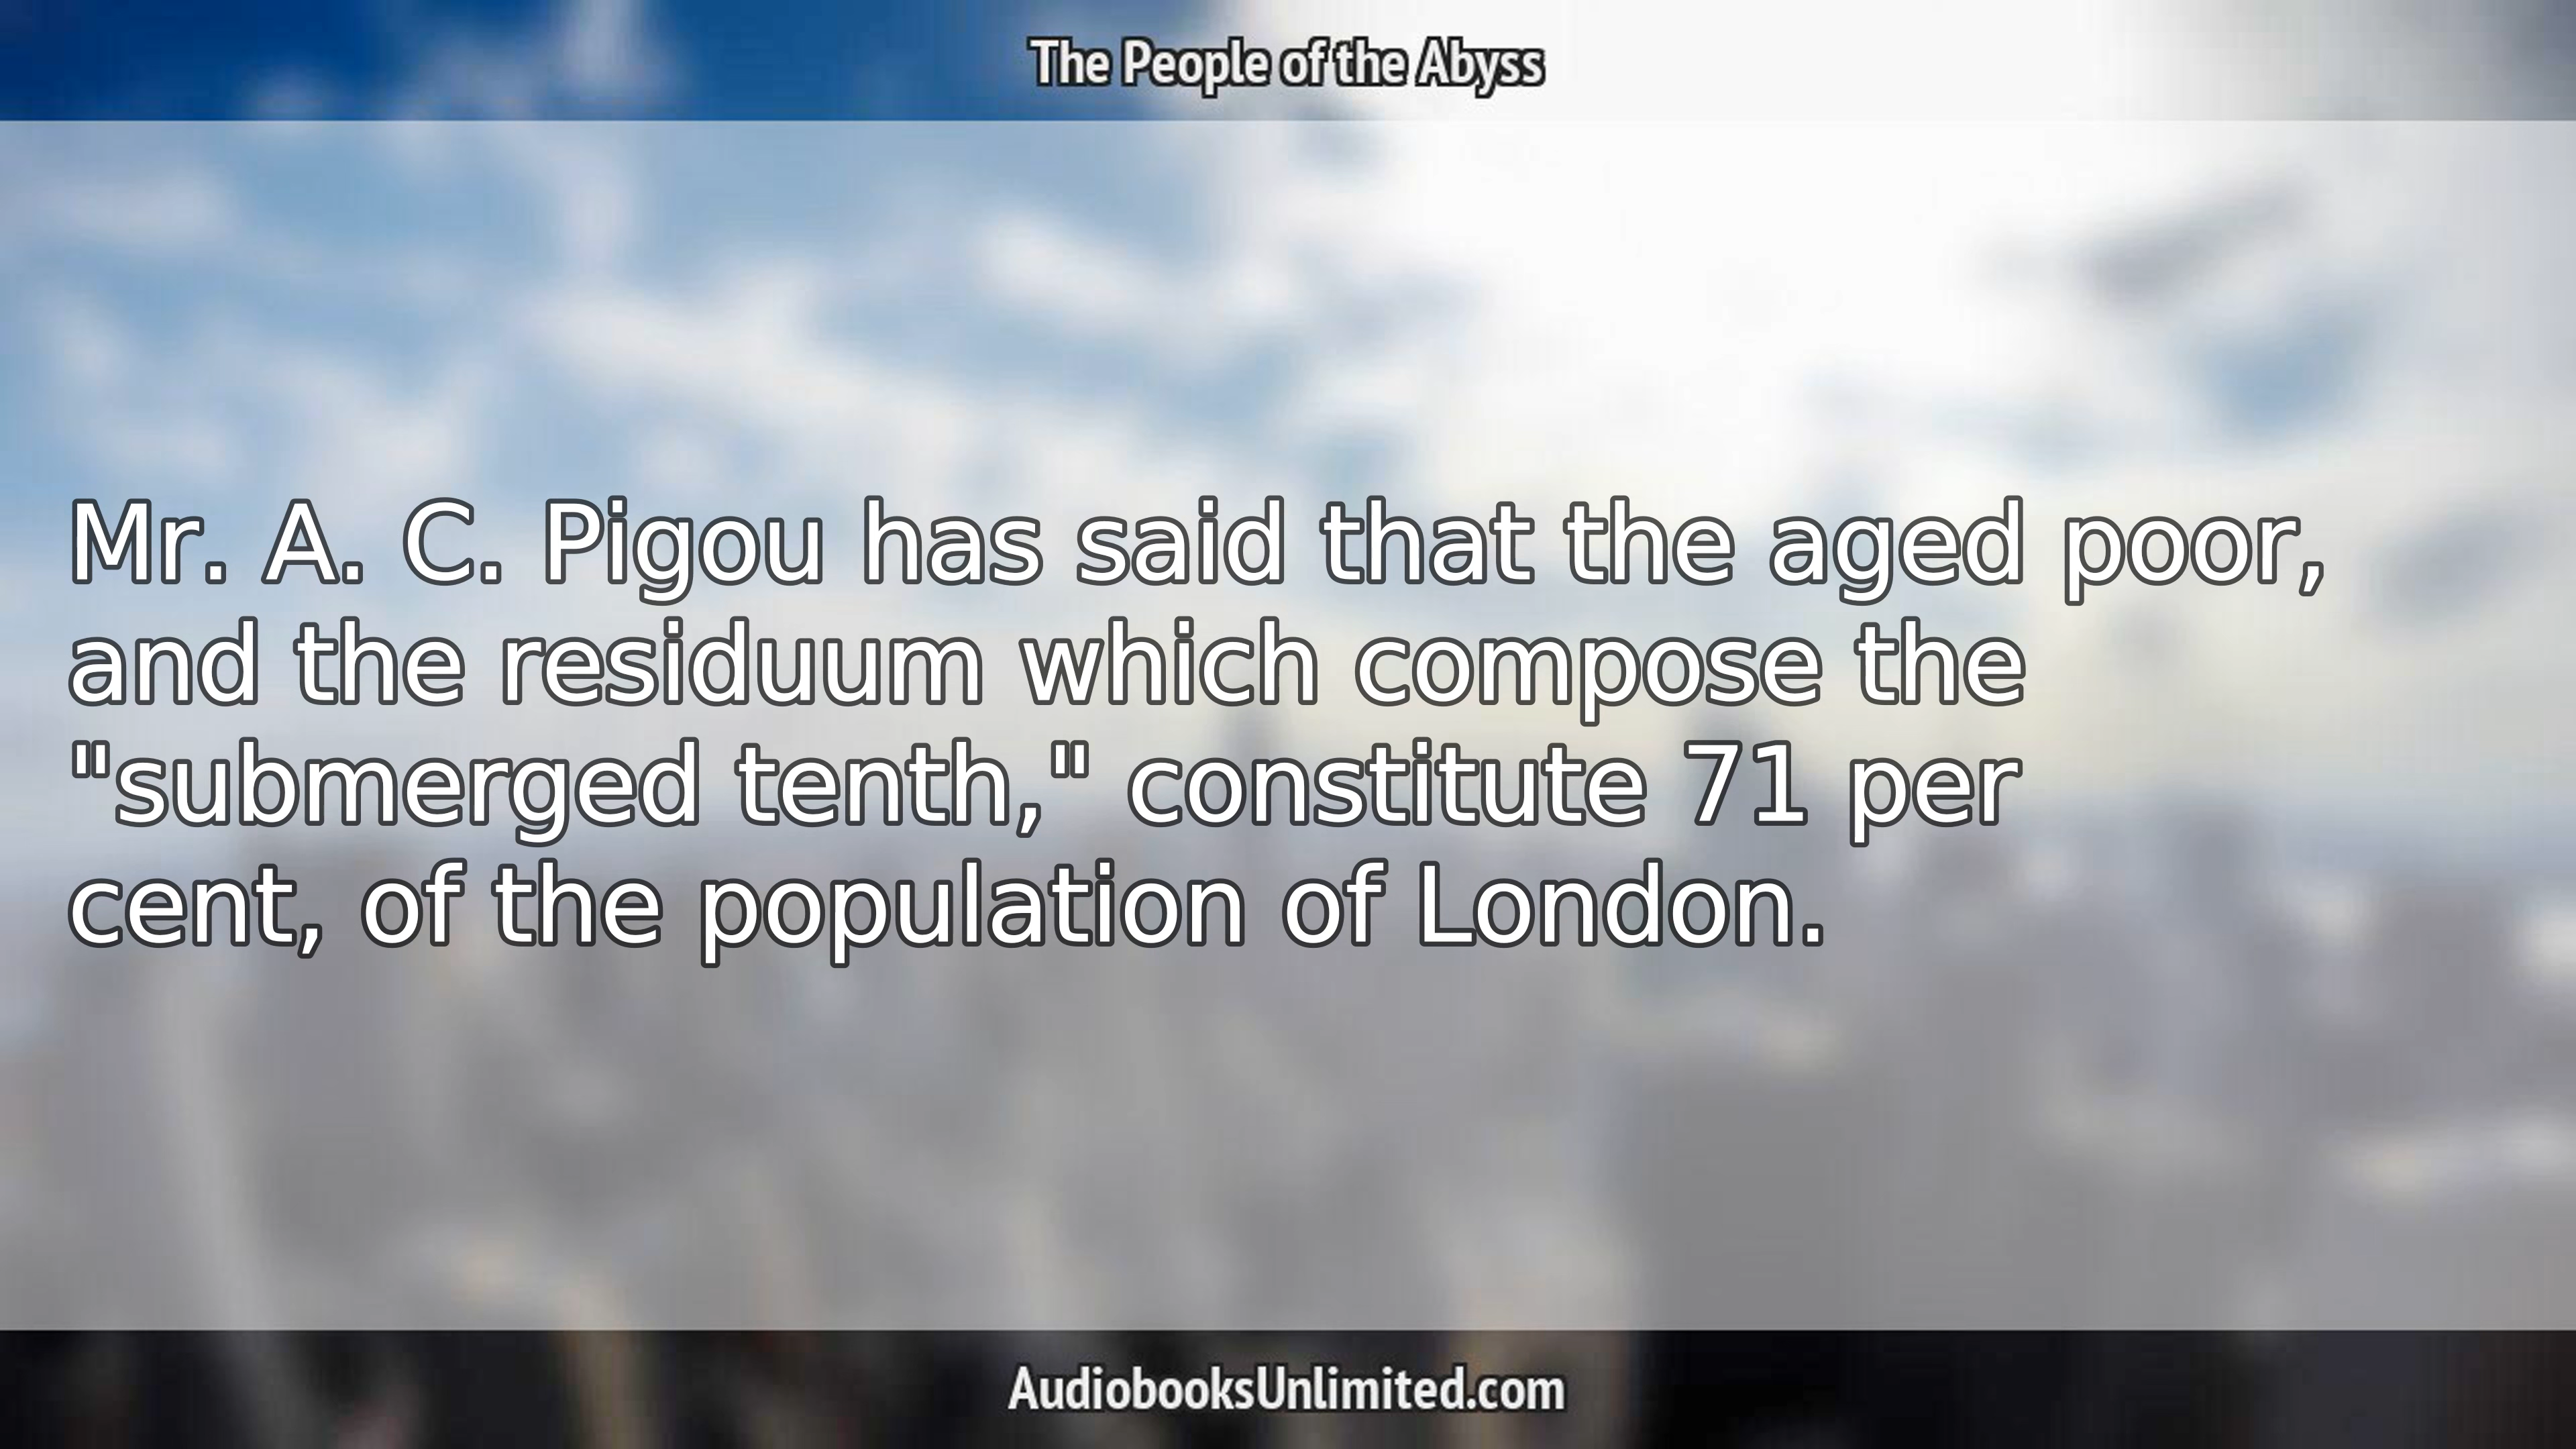 The People of the Abyss
Mr. A. C. Pigou has said that the aged poor,
and the residuum which compose the
"submerged tenth," constitute 71 per
cent, of the population of London.
AudiobooksUnlimited.com